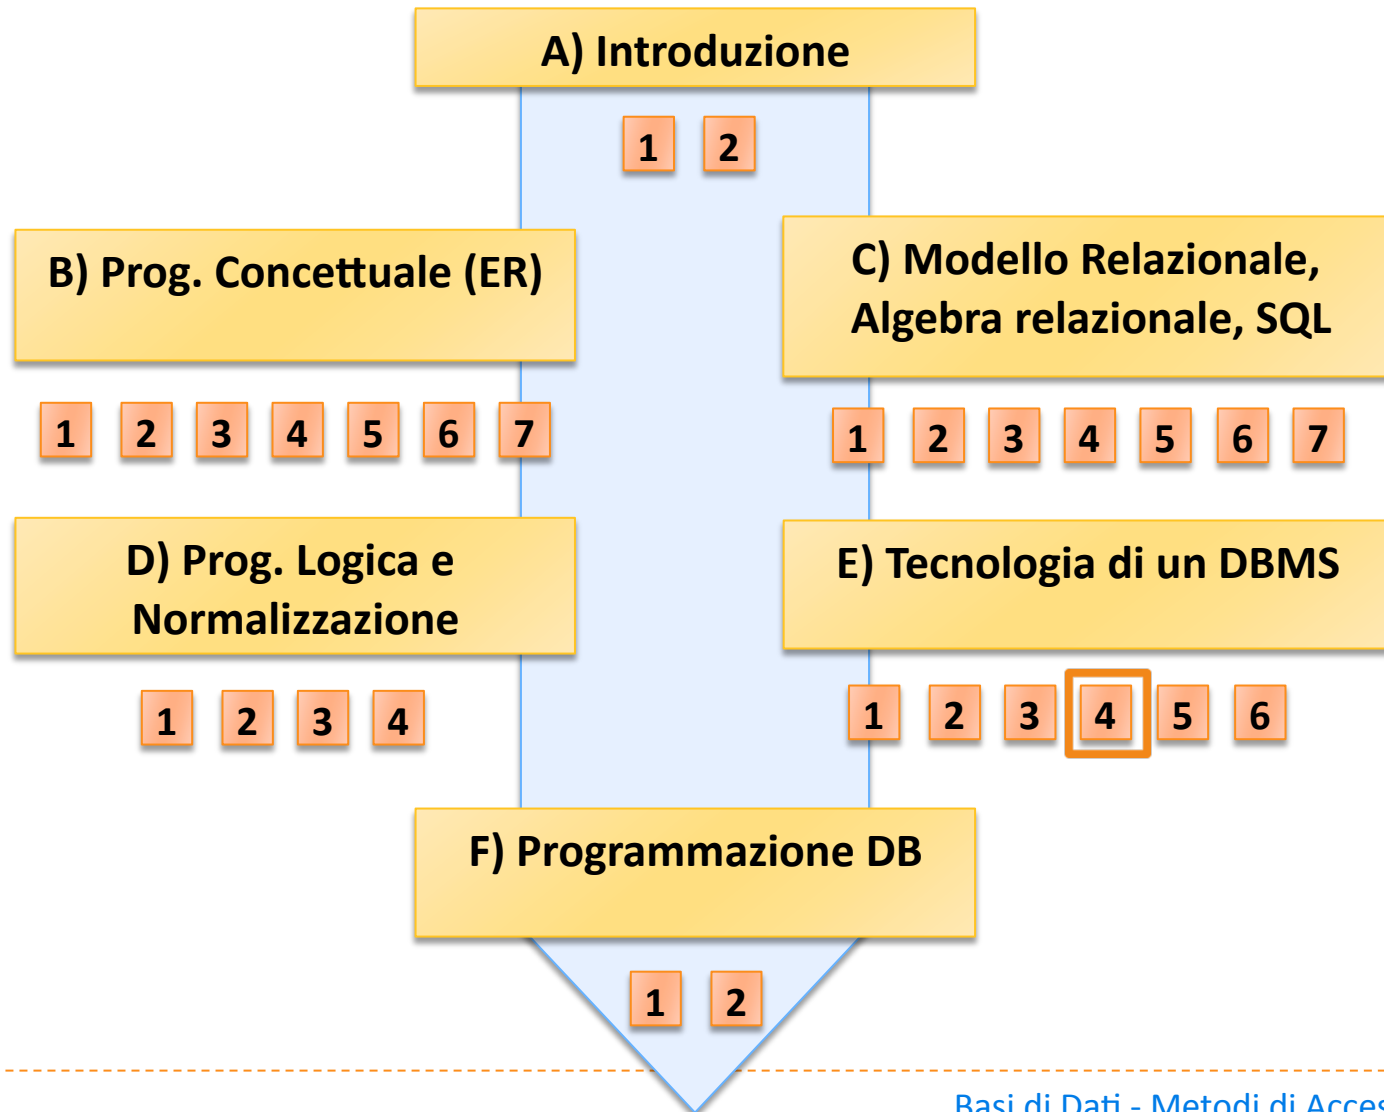 A) Introduzione
1 2
B) Prog. Concettuale (ER)
C) Modello Relazionale,
Algebra relazionale, SQL
1 2 3 4 5 6 7
1 2 3 4 5 6 7
D) Prog. Logica e
Normalizzazione
E) Tecnologia di un DBMS
1 2 3 4
1 2 3 4 5 6
F) Programmazione DB
1 2
Basi di Dati - Metodi di Acces